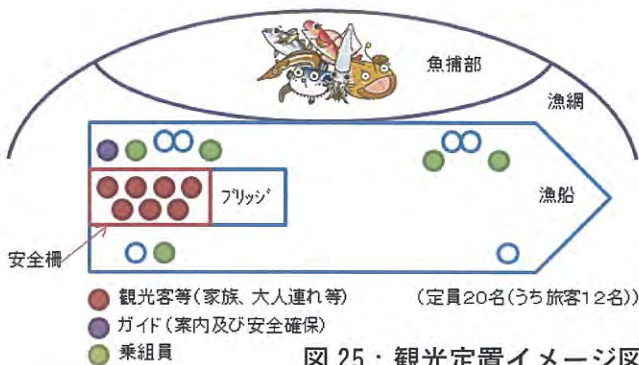 魚捕部
漁網
ブリッジ
漁船
安全柵
観光客等(家族、大人連れ等)
(定員20名(うち旅客12名))
ガイド(案内及び安全確保)
乗組員
図25:観光定置イメージ図